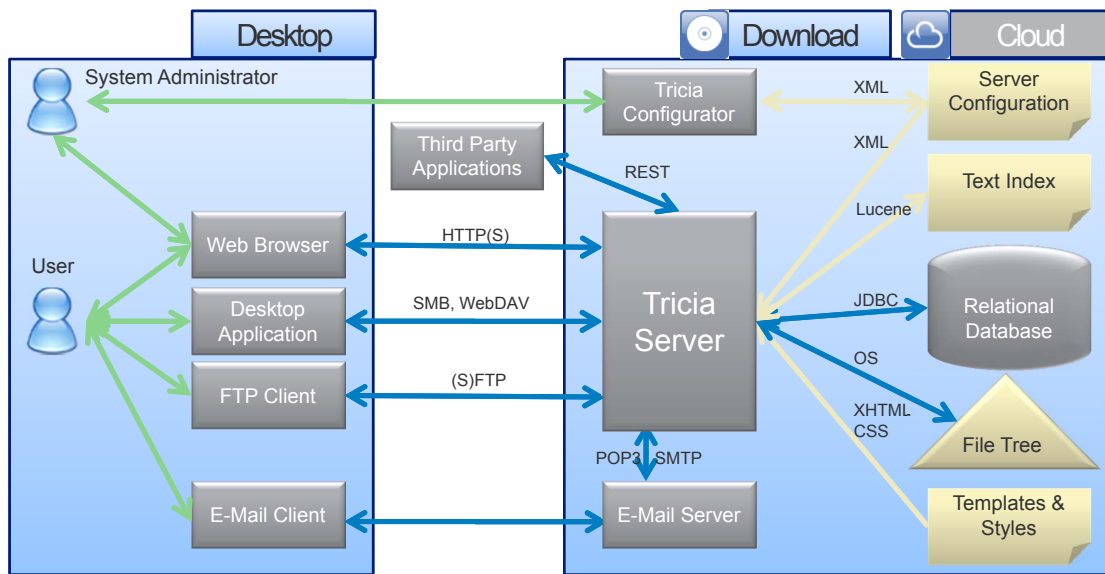 Desktop
Download
Cloud
System Administrator
Tricia
Configurator
XML
Server
Configuration
Third Party
Applications
XML
REST
Text Index
Lucene
Web Browser
HTTP(S)
User
Desktop
Application
SMB, WebDAV
Tricia
Server
JDBC
Relational
Database
OS
FTP Client
(S)FTP
XHTML
CSS
File Tree
POP3
SMTP
E-Mail Client
E-Mail Server
Templates &
Styles